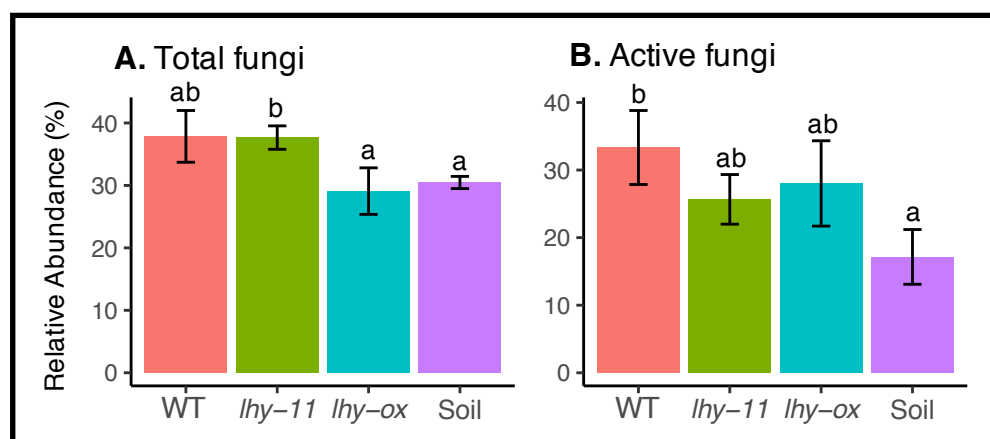 A. Total fungi
Relative Abundance (%)
40
30
20
10
0
ab
b
a
a
WT
lhy–11
lhy–ox
Soil
B. Active fungi
40
30
20
10
0
b
ab
ab
a
WT
lhy–11
lhy–ox
Soil